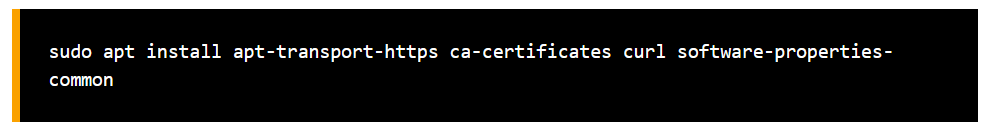 sudo apt install apt-transport-https ca-certificates curl software-properties-
common